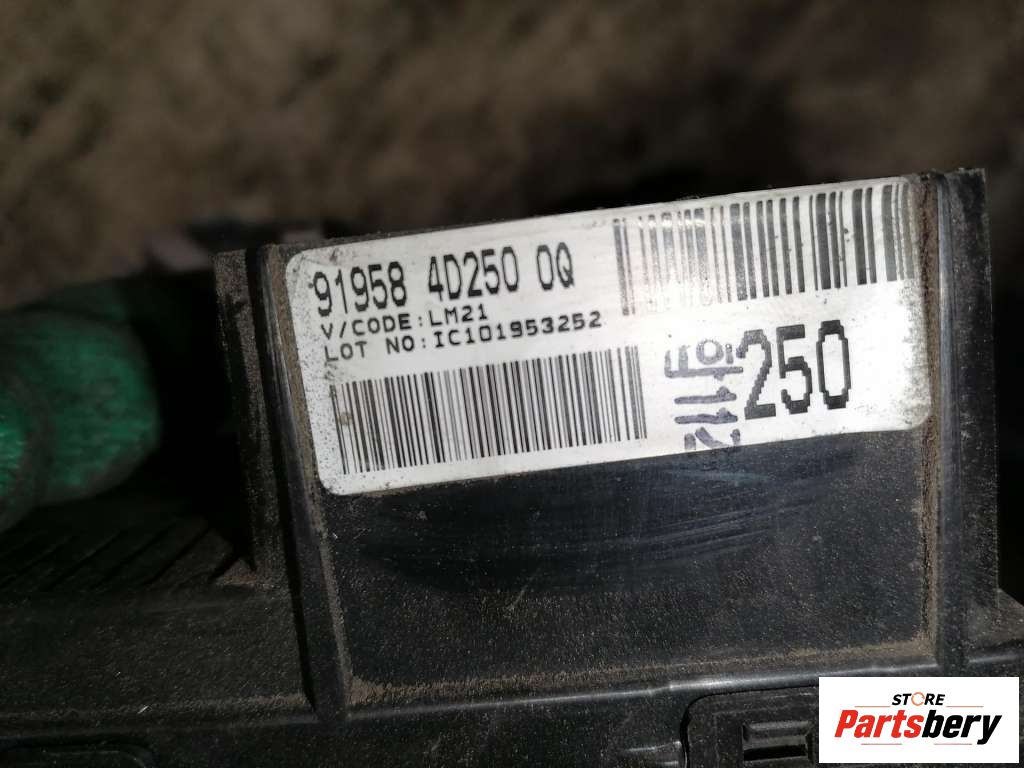 91958 4D250 0Q
V/CODE:LM21
LOT NO:IC101953252
250
STORE
Partsbery